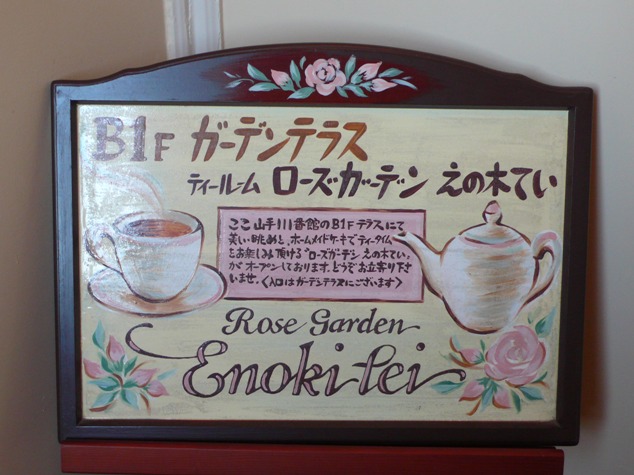 B1F ガーデンテラス
ティールーム ローズ・ガーデン えの木てい
ここ山手111番館のB1Fテラスにて
美しい眺めと、ホームメイドケーキでティータイム
をお楽しみ頂ける"ローズガーデン えの木てい"
がオープンしております。どうぞお立寄り下さ
いませ。〈入口はガーデンテラスにございます〉
Rose Garden
Enoki-tei